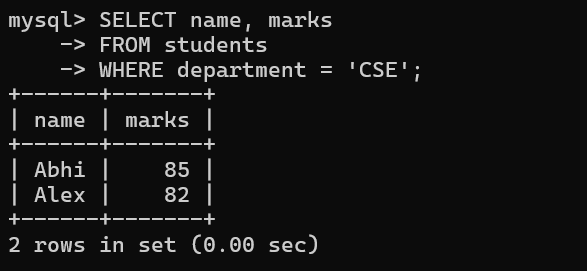 mysql> SELECT name, marks
    -> FROM students
    -> WHERE department = 'CSE';
+------+-------+
| name | marks |
+------+-------+
| Abhi |    85 |
| Alex |    82 |
+------+-------+
2 rows in set (0.00 sec)